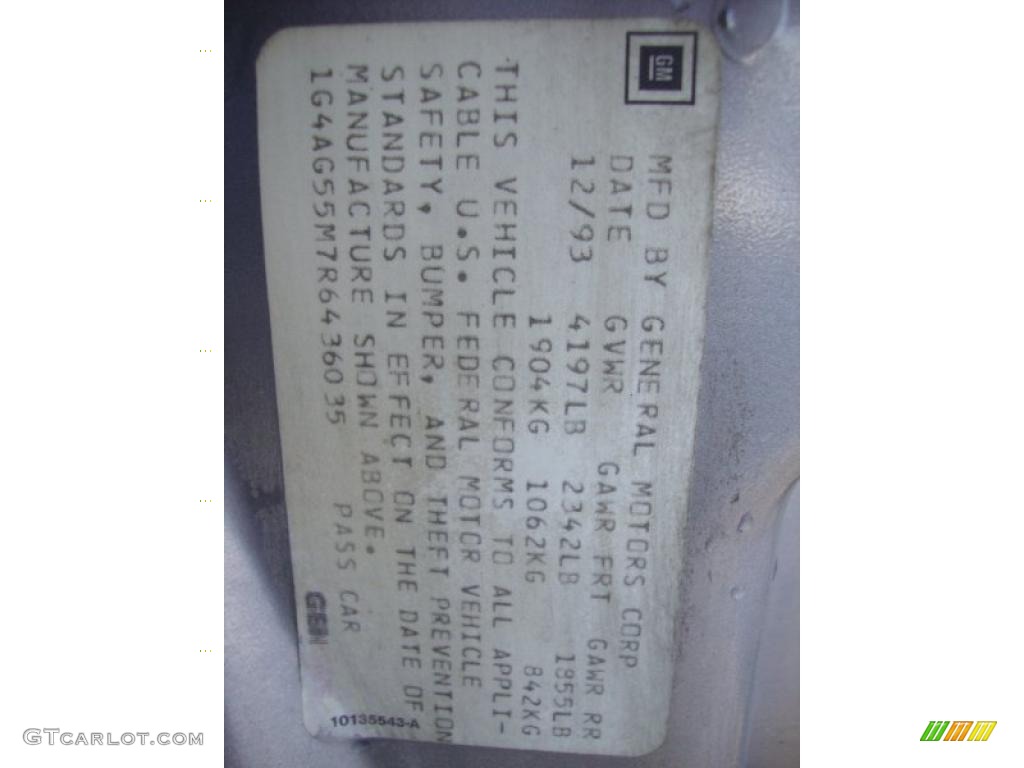 GM
MFD BY GENERAL MOTORS CORP
DATE GVWR GAWR FRT GAWR RR
12/93 4197LB 2342LB 1855LB
1904KG 1062KG 842KG
THIS VEHICLE CONFORMS TO ALL APPLI-
CABLE U.S. FEDERAL MOTOR VEHICLE
SAFETY, BUMPER, AND THEFT PREVENTION
STANDARDS IN EFFECT ON THE DATE OF
MANUFACTURE SHOWN ABOVE.
1G4AG55M7R6436035 PASS CAR
10135543-A
GTCARLOT.COM